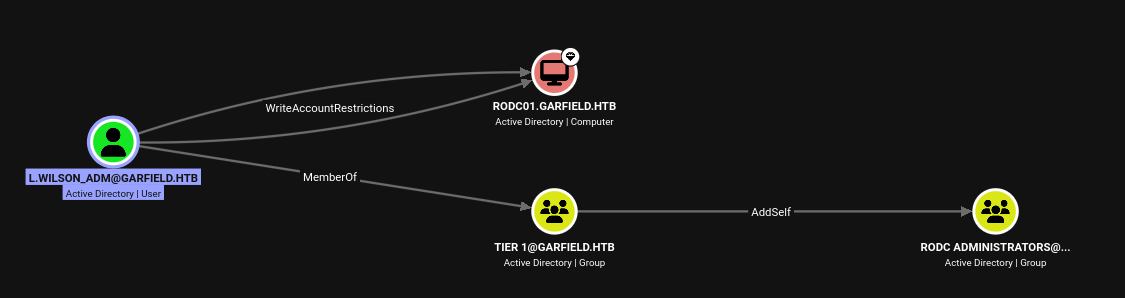 RODC01.GARFIELD.HTB
Active Directory | Computer
WriteAccountRestrictions
L.WILSON_ADM@GARFIELD.HTB
Active Directory | User
MemberOf
TIER 1@GARFIELD.HTB
Active Directory | Group
AddSelf
RODC ADMINISTRATORS@...
Active Directory | Group